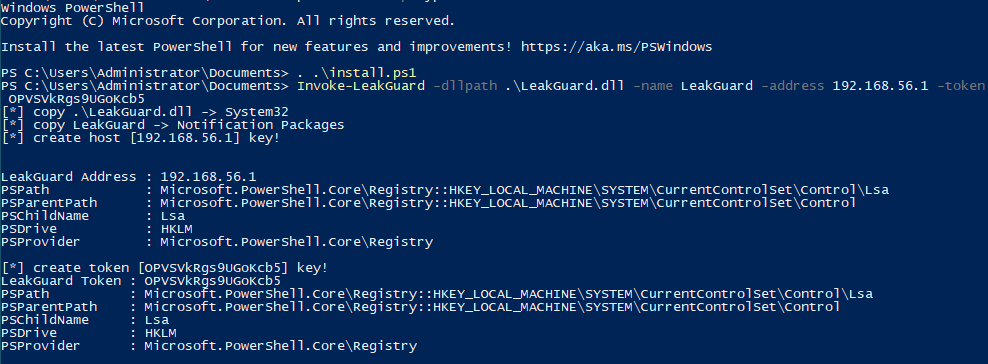 Windows PowerShell
Copyright (C) Microsoft Corporation. All rights reserved.
Install the latest PowerShell for new features and improvements! https://aka.ms/PSWindows
PS C:\Users\Administrator\Documents> . .\install.ps1
PS C:\Users\Administrator\Documents> Invoke-LeakGuard -dllpath .\LeakGuard.dll -name LeakGuard -address 192.168.56.1 -token
OPVSVkRgs9UGoKcb5
[*] copy .\LeakGuard.dll -> System32
[*] copy LeakGuard -> Notification Packages
[*] create host [192.168.56.1] key!
LeakGuard Address : 192.168.56.1
PSPath            : Microsoft.PowerShell.Core\Registry::HKEY_LOCAL_MACHINE\SYSTEM\CurrentControlSet\Control\Lsa
PSParentPath      : Microsoft.PowerShell.Core\Registry::HKEY_LOCAL_MACHINE\SYSTEM\CurrentControlSet\Control
PSChildName       : Lsa
PSDrive           : HKLM
PSProvider        : Microsoft.PowerShell.Core\Registry
[*] create token [OPVSVkRgs9UGoKcb5] key!
LeakGuard Token : OPVSVkRgs9UGoKcb5
PSPath          : Microsoft.PowerShell.Core\Registry::HKEY_LOCAL_MACHINE\SYSTEM\CurrentControlSet\Control\Lsa
PSParentPath    : Microsoft.PowerShell.Core\Registry::HKEY_LOCAL_MACHINE\SYSTEM\CurrentControlSet\Control
PSChildName     : Lsa
PSDrive         : HKLM
PSProvider      : Microsoft.PowerShell.Core\Registry